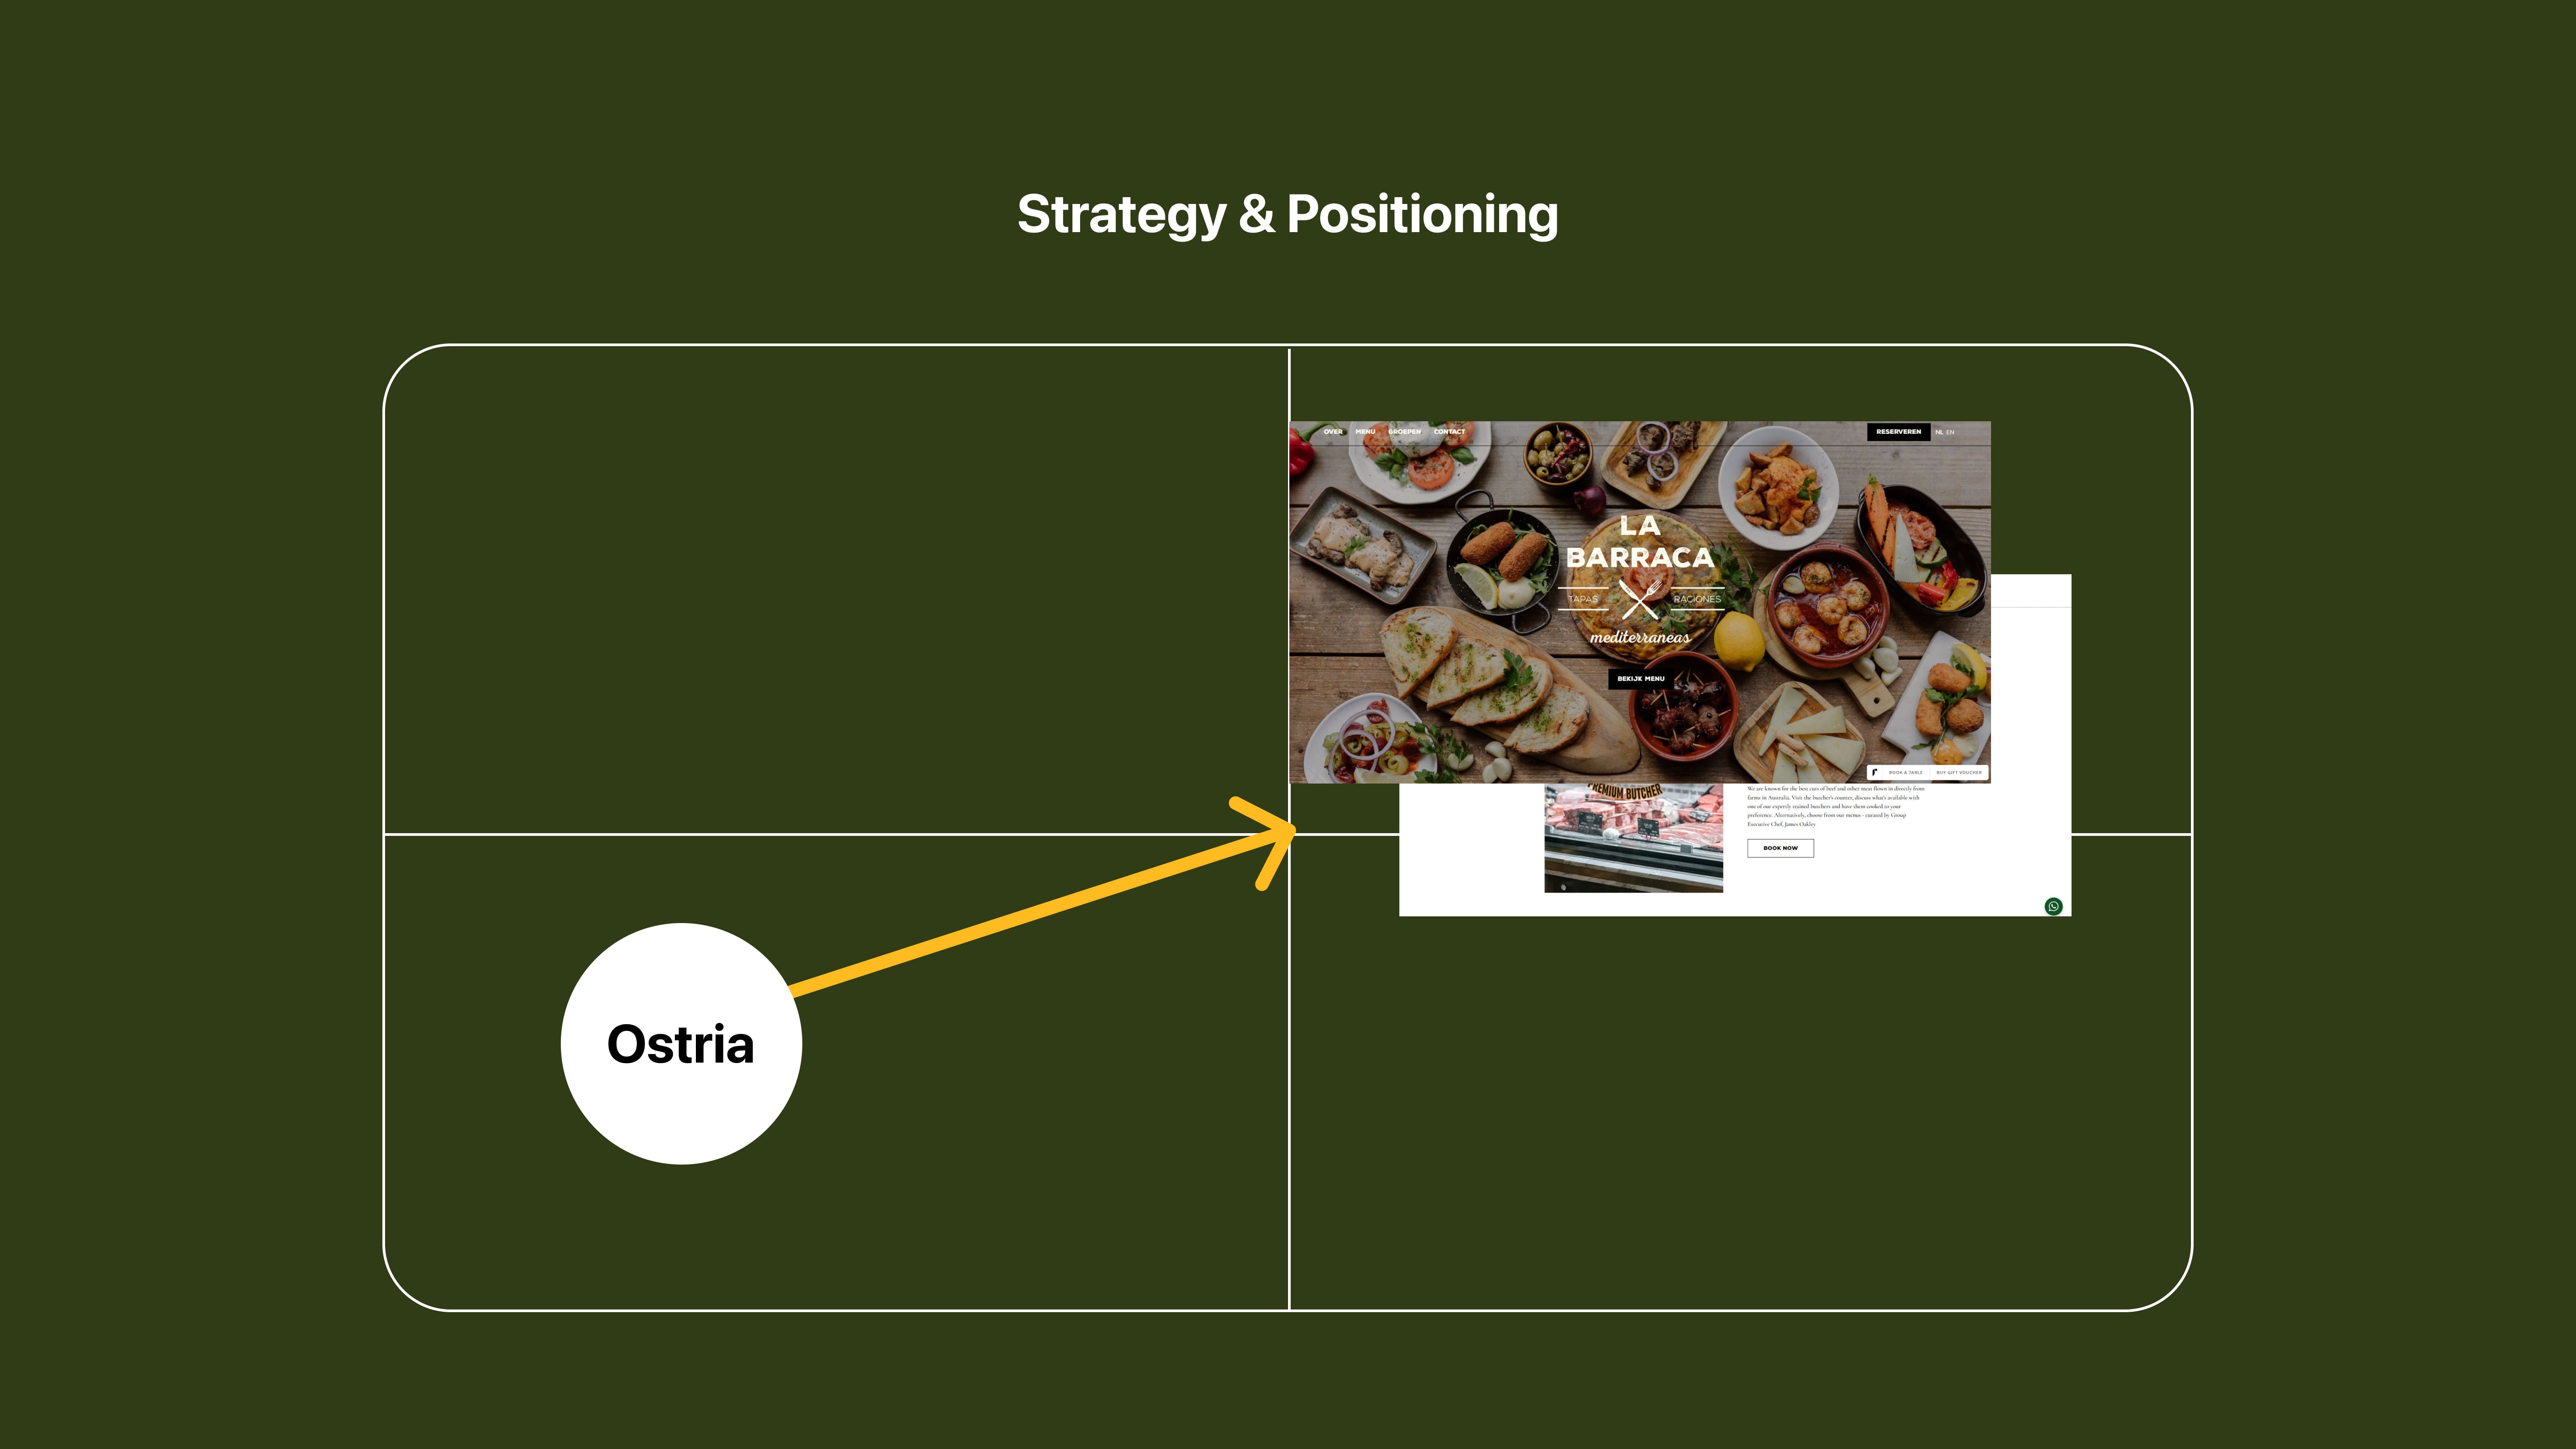 Strategy & Positioning
OVER MENU GROEPEN CONTACT
RESERVEREN NL EN
LA
BARRACA
TAPAS RACIONES
mediterraneas
BEKIJK MENU
BOOK A TABLE BUY GIFT VOUCHER
PREMIUM BUTCHER
We are known for the best cuts of beef and other meat flown in directly from
farms in Australia. Visit the butcher's counter, discuss what's available with
one of our expertly trained butchers and have them cooked to your
preference. Alternatively, choose from our menus - curated by Group
Executive Chef, James Oakley
BOOK NOW
Ostria